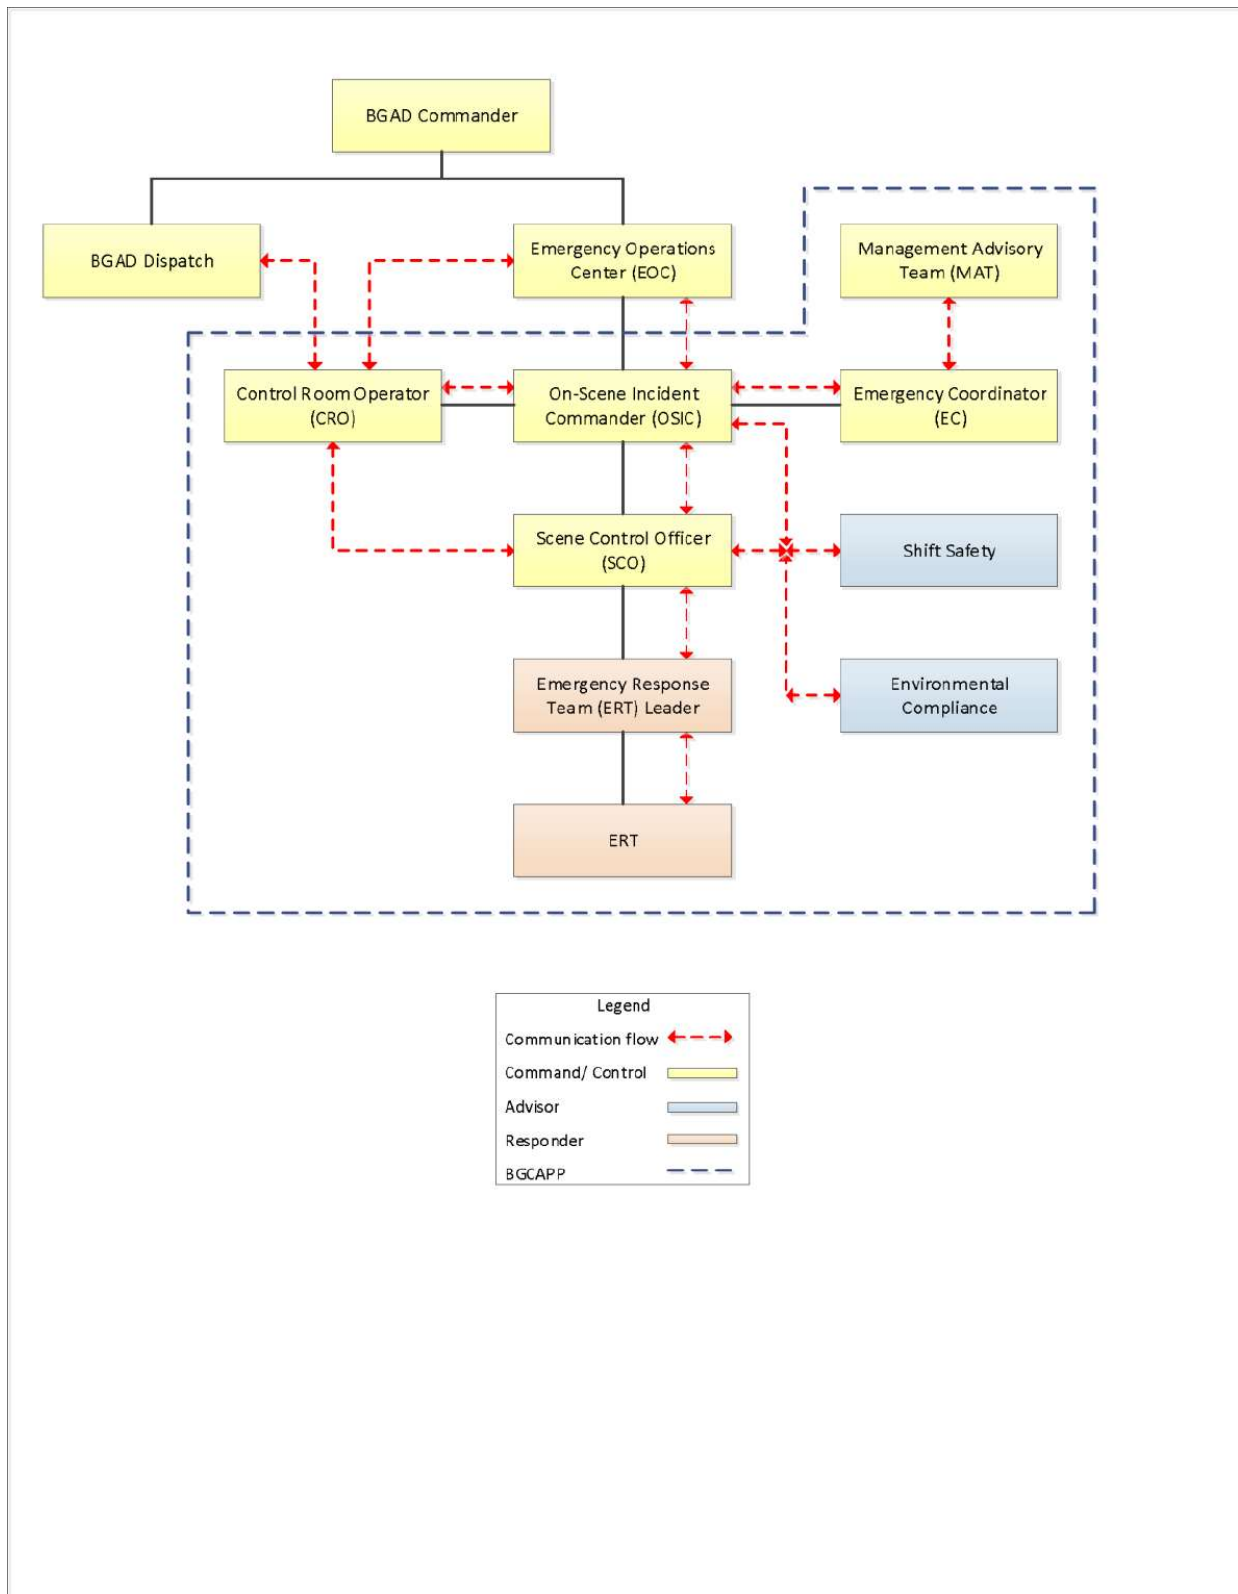 BGAD Commander
BGAD Dispatch
Emergency Operations
Center (EOC)
Management Advisory
Team (MAT)
Control Room Operator
(CRO)
On-Scene Incident
Commander (OSIC)
Emergency Coordinator
(EC)
Scene Control Officer
(SCO)
Shift Safety
Emergency Response
Team (ERT) Leader
Environmental
Compliance
ERT
Legend
Communication flow
Command/ Control
Advisor
Responder
BGCAPP